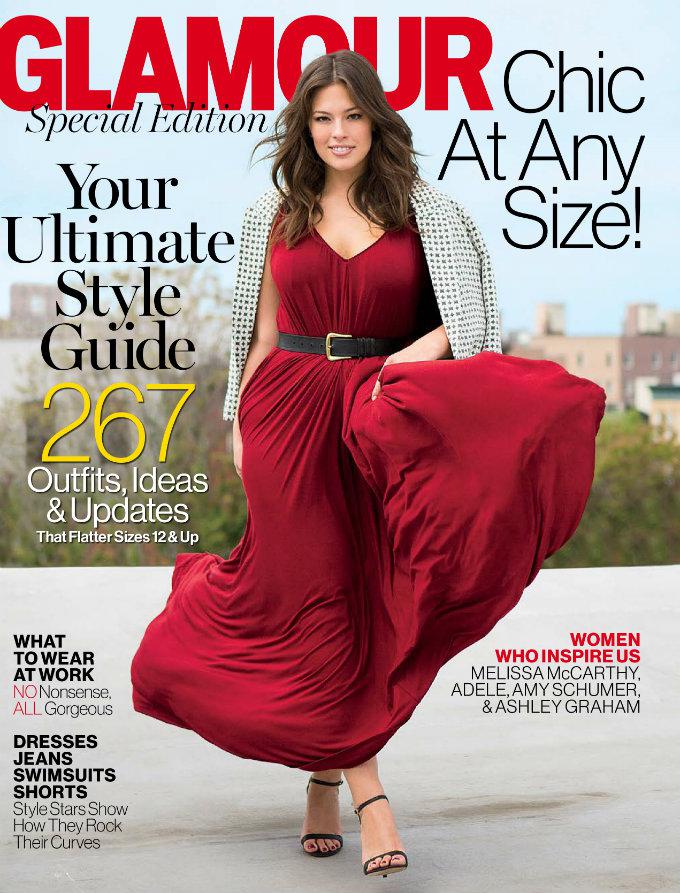 GLAMOUR
Special Edition
Chic
At Any
Size!
Your
Ultimate
Style
Guide
267
Outfits, Ideas
& Updates
That Flatter Sizes 12 & Up
WHAT
TO WEAR
AT WORK
NO Nonsense,
ALL Gorgeous
DRESSES
JEANS
SWIMSUITS
SHORTS
Style Stars Show
How They Rock
Their Curves
WOMEN
WHO INSPIRE US
MELISSA McCARTHY,
ADELE, AMY SCHUMER,
& ASHLEY GRAHAM